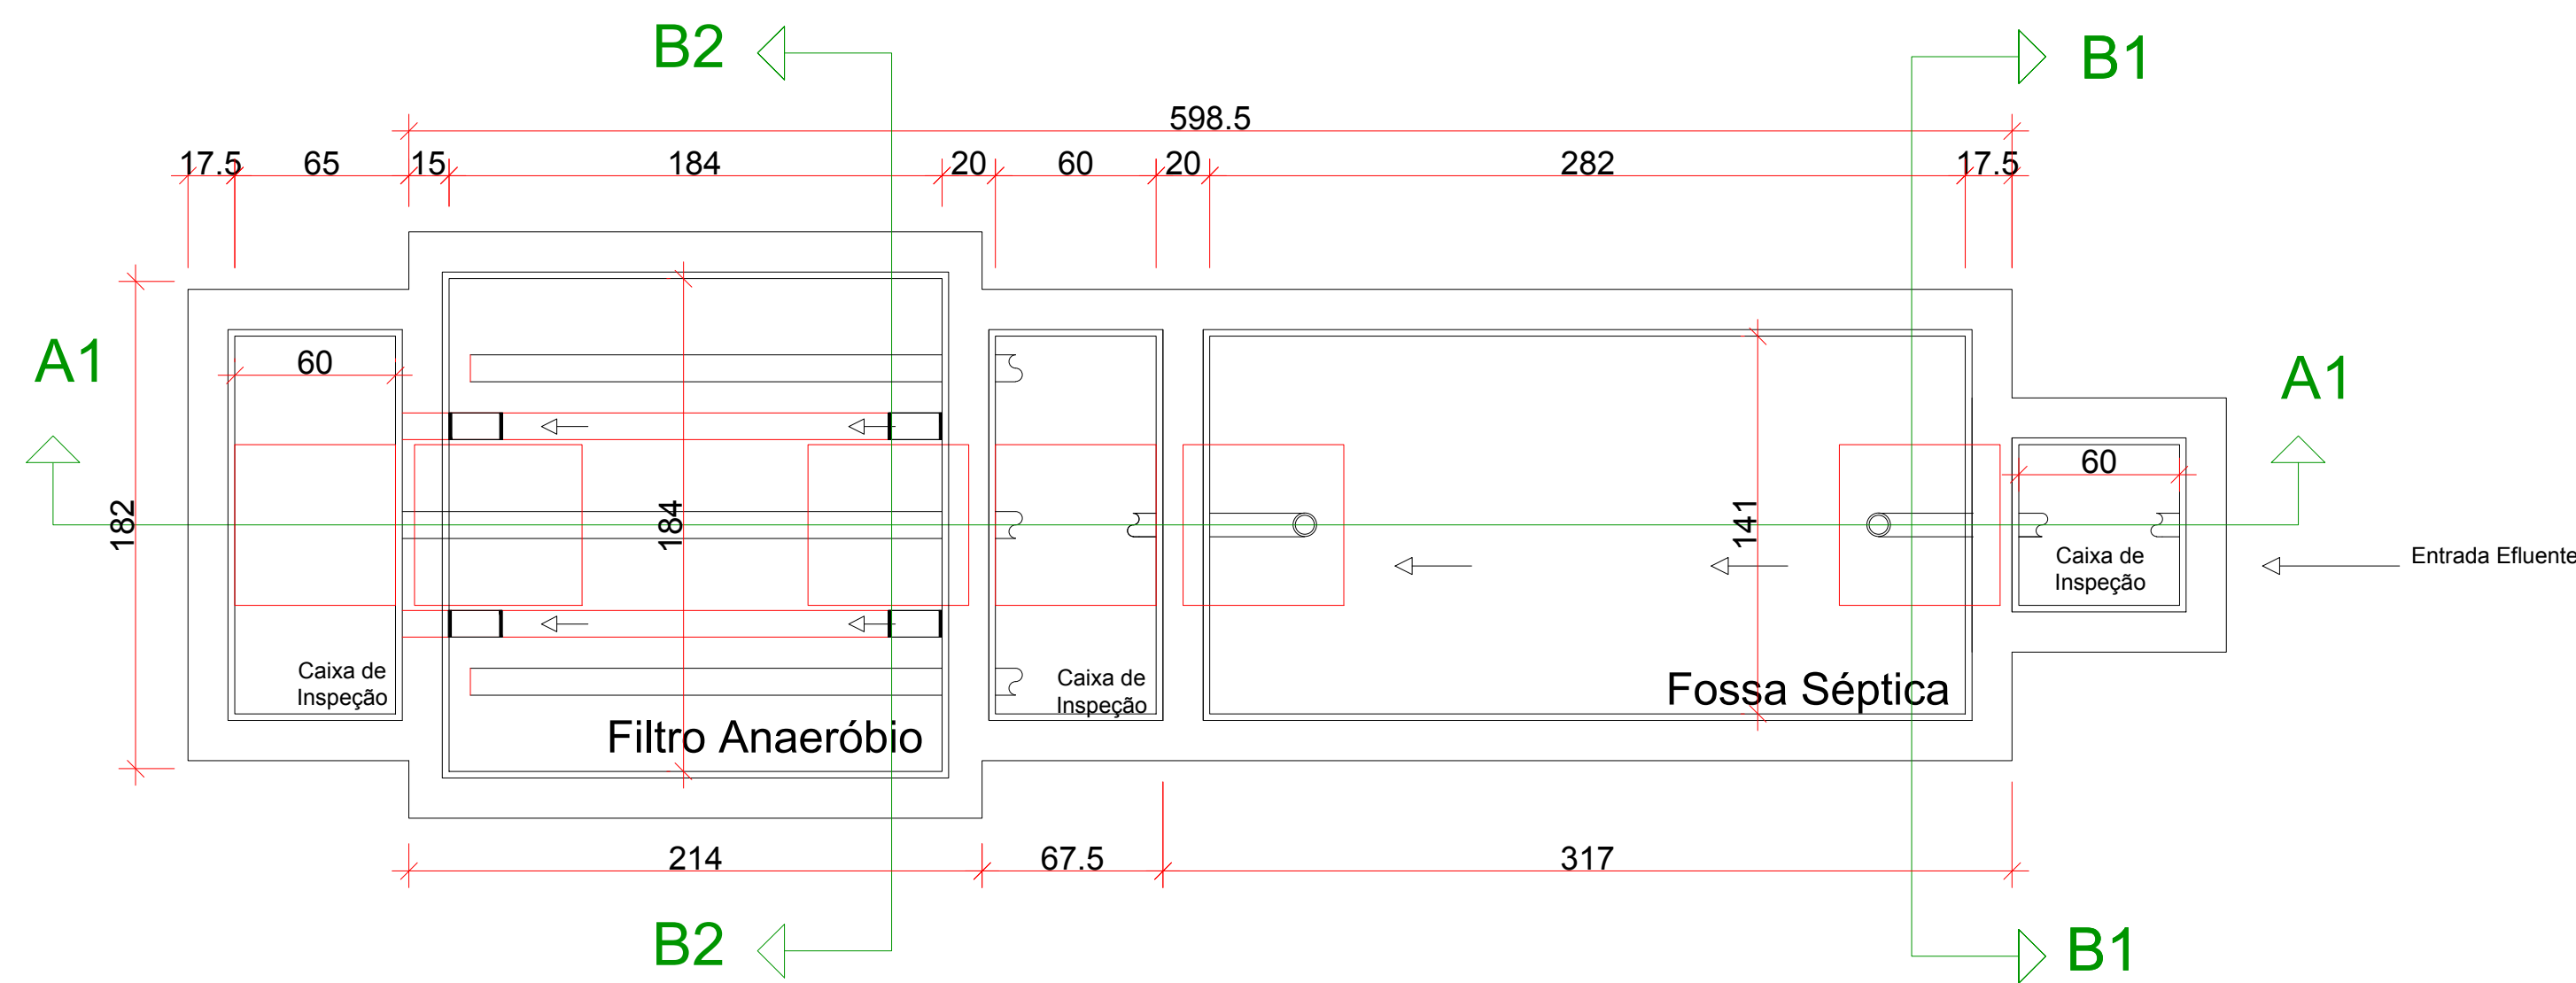 B2
B1
598.5
17.5
65
15
184
20
60
20
282
17.5
A1
60
A1
60
182
184
141
Caixa de
Inspeção
Entrada Efluente
Caixa de
Inspeção
Caixa de
Inspeção
Fossa Séptica
Filtro Anaeróbio
214
67.5
317
B2
B1